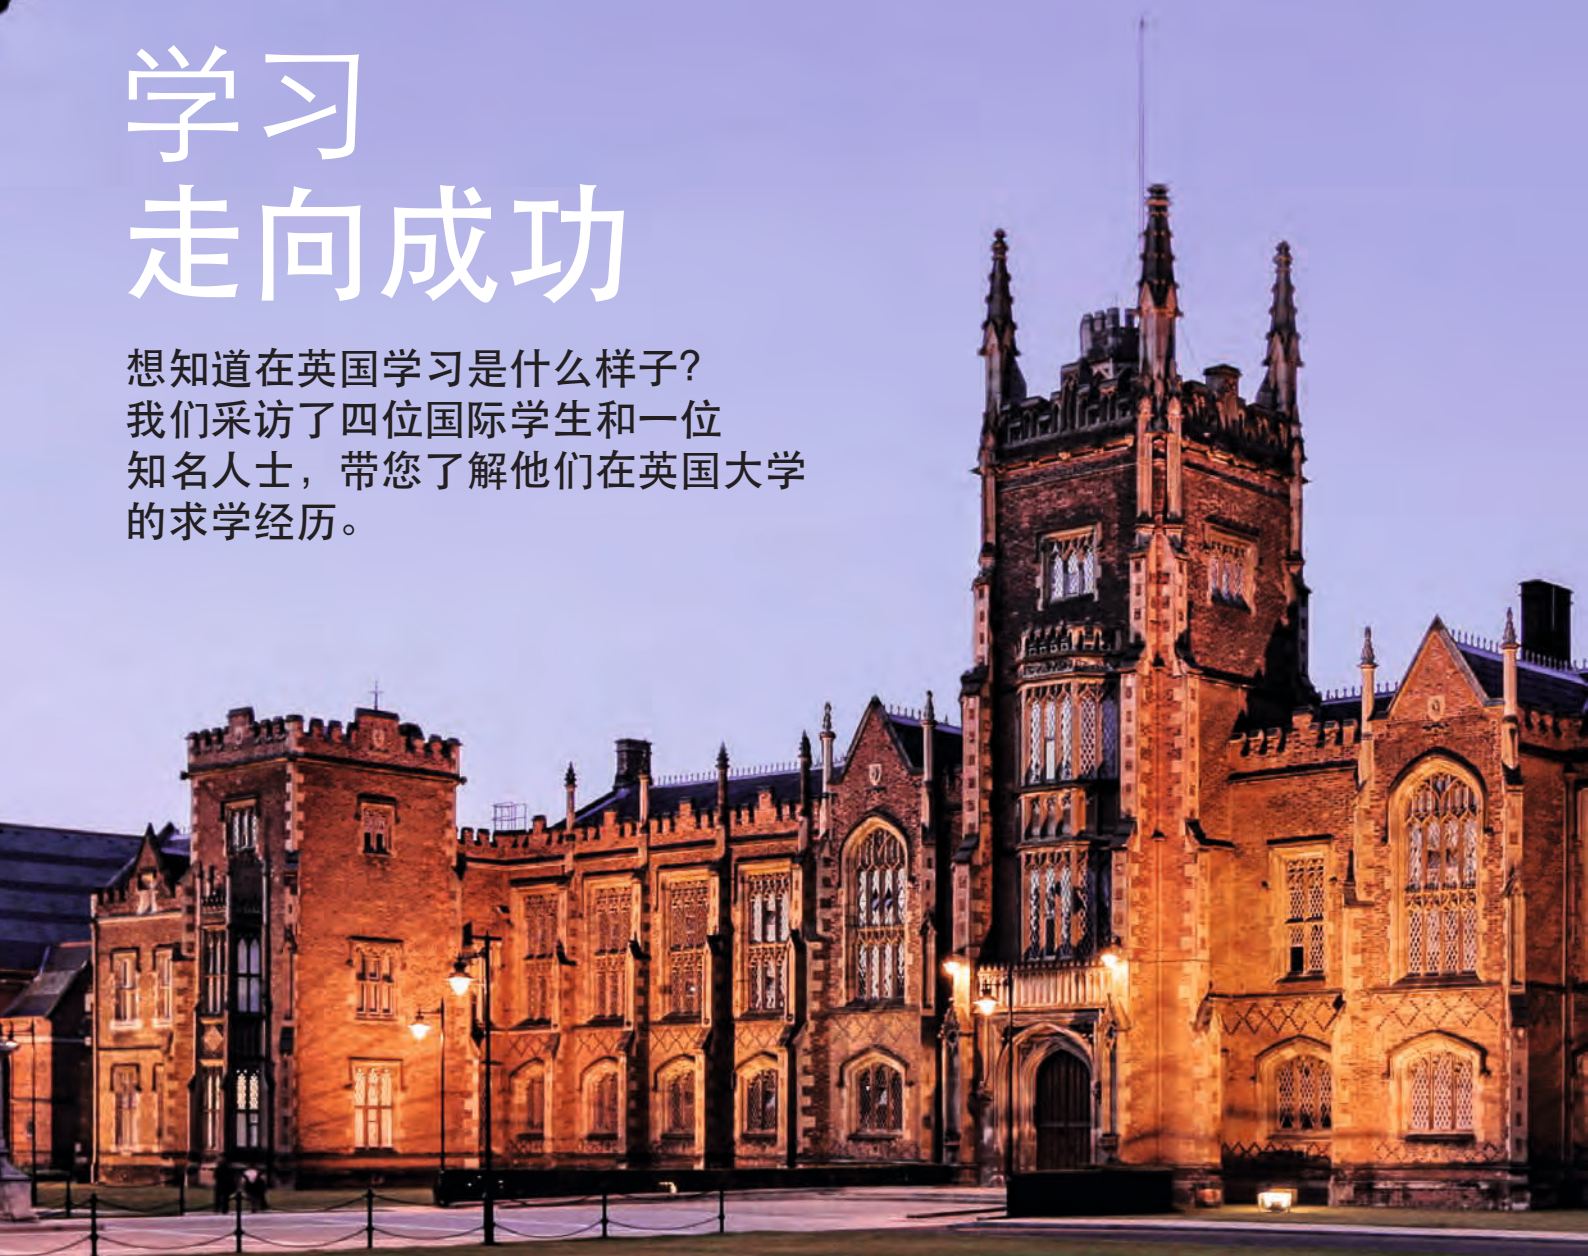 学习
走向成功
想知道在英国学习是什么样子？
我们采访了四位国际学生和一位
知名人士，带您了解他们在英国大学
的求学经历。